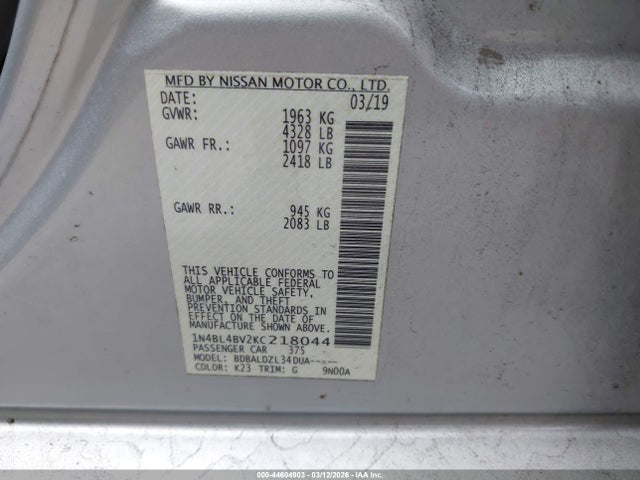 MFD BY NISSAN MOTOR CO., LTD.
DATE: 03/19
GVWR: 1963 KG
4328 LB
GAWR FR.: 1097 KG
2418 LB
GAWR RR.: 945 KG
2083 LB
THIS VEHICLE CONFORMS TO
ALL APPLICABLE FEDERAL
MOTOR VEHICLE SAFETY,
BUMPER, AND THEFT
PREVENTION STANDARDS
IN EFFECT ON THE DATE OF
MANUFACTURE SHOWN ABOVE.
1N4BL4BV2KC218044
PASSENGER CAR 375
MODEL: BDBALDZL34DUA-----
COLOR: K23 TRIM: G 9N00A
000-44604903 - 03/12/2026 - IAAI.COM